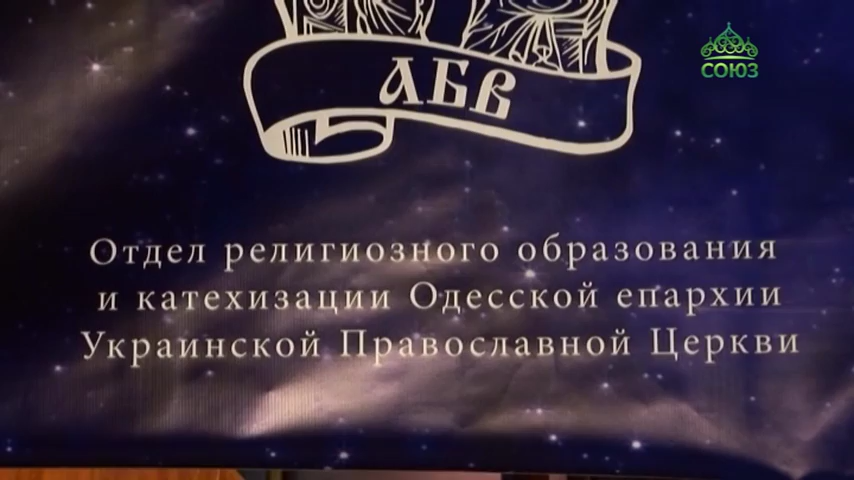 СОЮЗ
АБВ
Отдел религиозного образования
и катехизации Одесской епархии
Украинской Православной Церкви